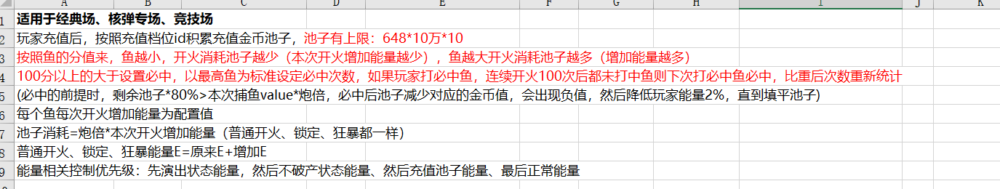 A B C D E F G H I J K
1 适用于经典场、核弹专场、竞技场
2 玩家充值后，按照充值档位id积累充值金币池子，池子有上限：648*10万*10
3 按照鱼的分值来，鱼越小，开火消耗池子越少（本次开火增加能量越少），鱼越大开火消耗池子越多（增加能量越多）
4 100分以上的大于设置必中，以最高鱼为标准设定必中次数，如果玩家打必中鱼，连续开火100次后都未打中鱼则下次打必中鱼必中，比重后次数重新统计
5 (必中的前提时，剩余池子*80%>本次捕鱼value*炮倍，必中后池子减少对应的金币值，会出现负值，然后降低玩家能量2%，直到填平池子)
6 每个鱼每次开火增加能量为配置值
7 池子消耗=炮倍*本次开火增加能量（普通开火、锁定、狂暴都一样）
8 普通开火、锁定、狂暴能量E=原来E+增加E
9 能量相关控制优先级：先演出状态能量，然后不破产状态能量、然后充值池子能量、最后正常能量